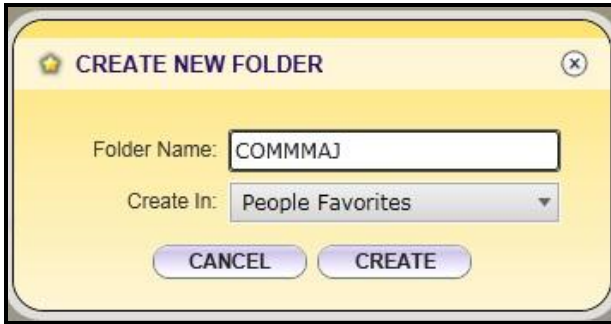 CREATE NEW FOLDER
Folder Name: COMMMAJ
Create In: People Favorites
CANCEL CREATE